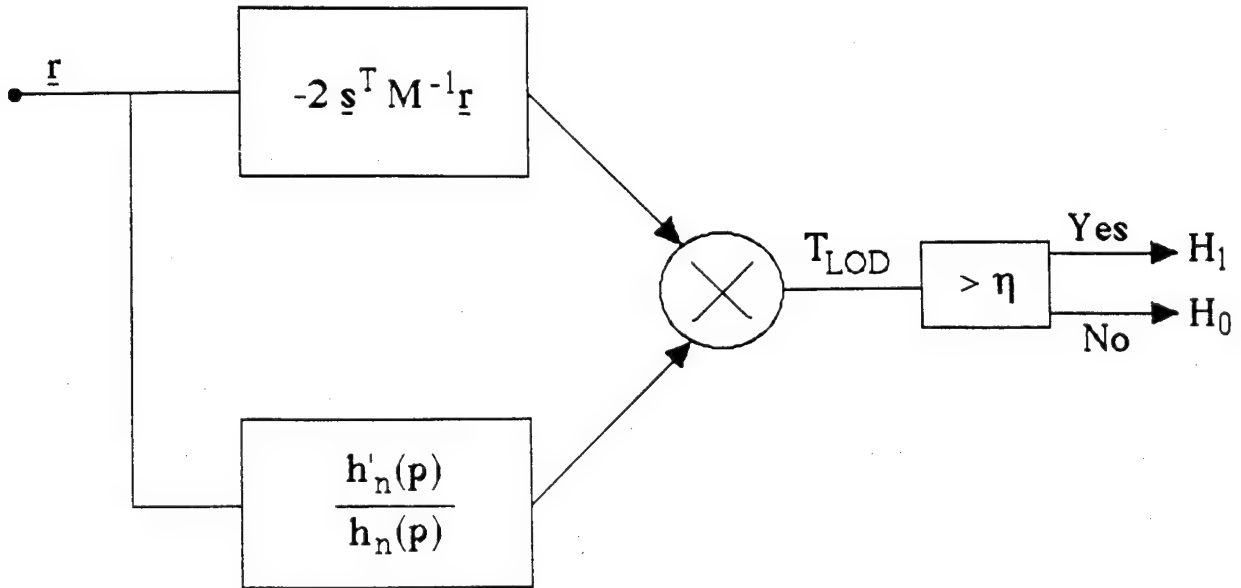 r
-2 s^T M^-1 r
T_LOD
> η
Yes
H_1
No
H_0
h'_n(p)
h_n(p)